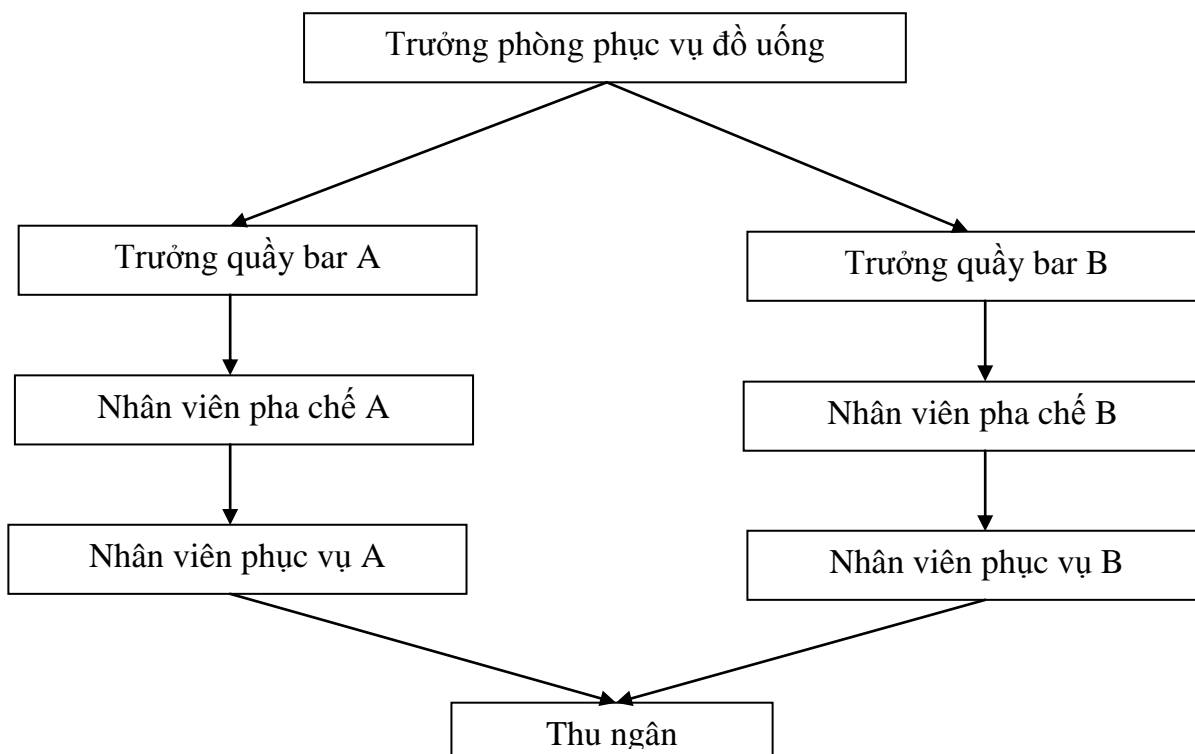 Trưởng phòng phục vụ đồ uống
Trưởng quầy bar A
Trưởng quầy bar B
Nhân viên pha chế A
Nhân viên pha chế B
Nhân viên phục vụ A
Nhân viên phục vụ B
Thu ngân